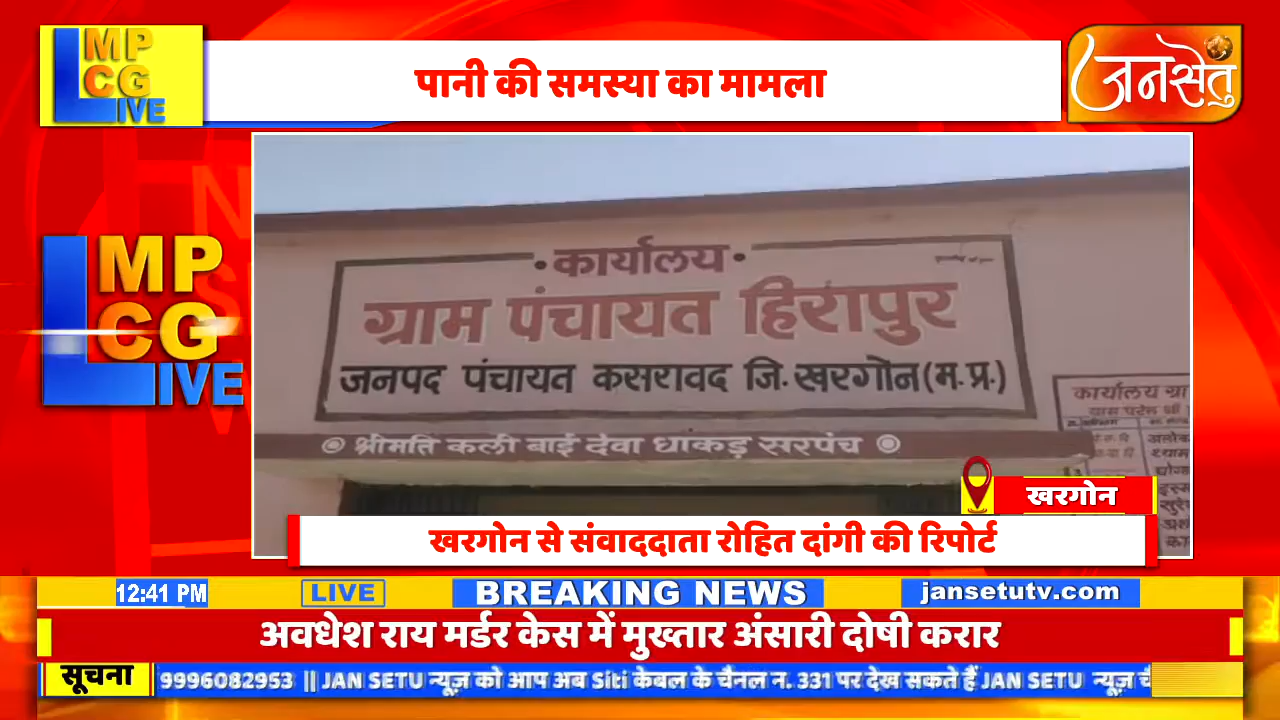 MP
CG
LIVE
पानी की समस्या का मामला
जनसेतु
MP
CG
LIVE
कार्यालय
ग्राम पंचायत हिरापुर
जनपद पंचायत कसरावद जि. खरगोन (म. प्र.)
श्रीमति कली बाई देवा धाकड़ सरपंच
कार्यालय ग्रा
खरगोन
खरगोन से संवाददाता रोहित दांगी की रिपोर्ट
12:41 PM
LIVE
BREAKING NEWS
jansetutv.com
अवधेश राय मर्डर केस में मुख्तार अंसारी दोषी करार
सूचना
9996082953 || JAN SETU न्यूज़ को आप अब Siti केबल के चैनल न. 331 पर देख सकते हैं JAN SETU न्यूज़